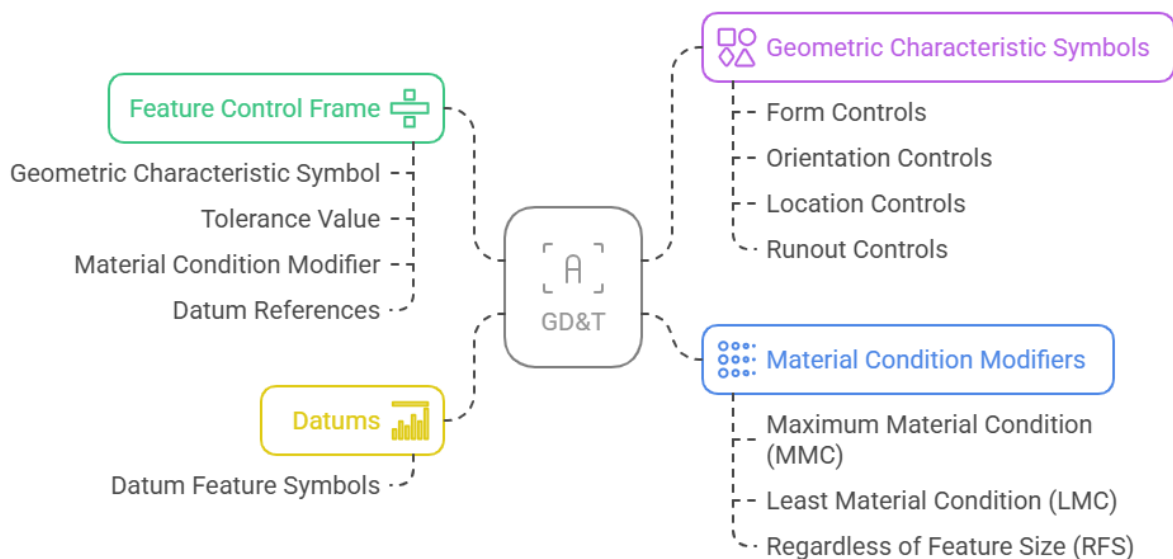 Feature Control Frame
Geometric Characteristic Symbol
Tolerance Value
Material Condition Modifier
Datum References
Datums
Datum Feature Symbols
A
GD&T
Geometric Characteristic Symbols
Form Controls
Orientation Controls
Location Controls
Runout Controls
Material Condition Modifiers
Maximum Material Condition
(MMC)
Least Material Condition (LMC)
Regardless of Feature Size (RFS)